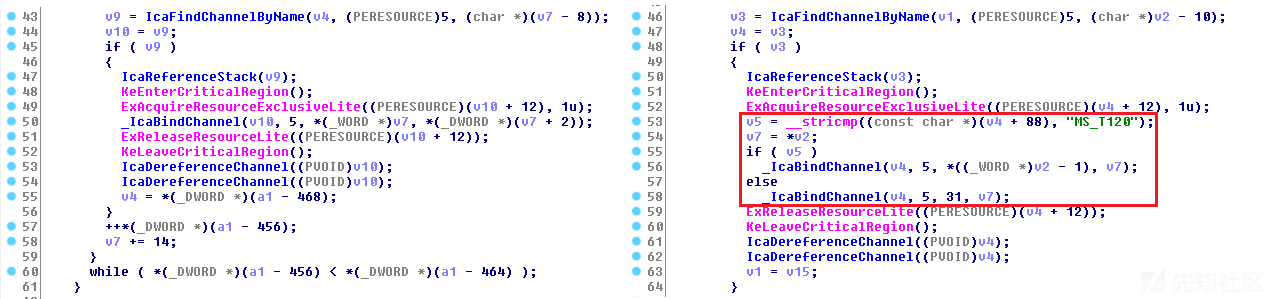 43 v9 = IcaFindChannelByName(v4, (PERESOURCE)5, (char *)(v7 - 8));
44 v10 = v9;
45 if ( v9 )
46 {
47 IcaReferenceStack(v9);
48 KeEnterCriticalRegion();
49 ExAcquireResourceExclusiveLite((PERESOURCE)(v10 + 12), 1u);
50 _IcaBindChannel(v10, 5, *(_WORD *)v7, *(_DWORD *)(v7 + 2));
51 ExReleaseResourceLite((PERESOURCE)(v10 + 12));
52 KeLeaveCriticalRegion();
53 IcaDereferenceChannel((PVOID)v10);
54 IcaDereferenceChannel((PVOID)v10);
55 v4 = *(_DWORD *)(a1 - 468);
56 }
57 ++*(_DWORD *)(a1 - 456);
58 v7 += 14;
59 }
60 while ( *(_DWORD *)(a1 - 456) < *(_DWORD *)(a1 - 464) );
61 }
46 v3 = IcaFindChannelByName(v1, (PERESOURCE)5, (char *)v2 - 10);
47 v4 = v3;
48 if ( v3 )
49 {
50 IcaReferenceStack(v3);
51 KeEnterCriticalRegion();
52 ExAcquireResourceExclusiveLite((PERESOURCE)(v4 + 12), 1u);
53 v5 = __stricmp((const char *)(v4 + 88), "MS_T120");
54 v7 = *v2;
55 if ( v5 )
56 _IcaBindChannel(v4, 5, *((_WORD *)v2 - 1), v7);
57 else
58 _IcaBindChannel(v4, 5, 31, v7);
59 ExReleaseResourceLite((PERESOURCE)(v4 + 12));
60 KeLeaveCriticalRegion();
61 IcaDereferenceChannel((PVOID)v4);
62 IcaDereferenceChannel((PVOID)v4);
63 v1 = v15;
64 }
先知社区